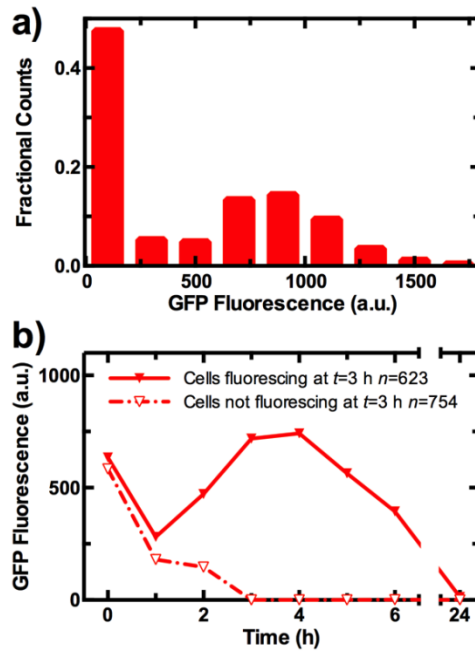 a)
Fractional Counts
0.4
0.2
0.0
0 500 1000 1500
GFP Fluorescence (a.u.)
b)
GFP Fluorescence (a.u.)
1000
500
0
Cells fluorescing at t=3 h n=623
Cells not fluorescing at t=3 h n=754
0 2 4 6 24
Time (h)